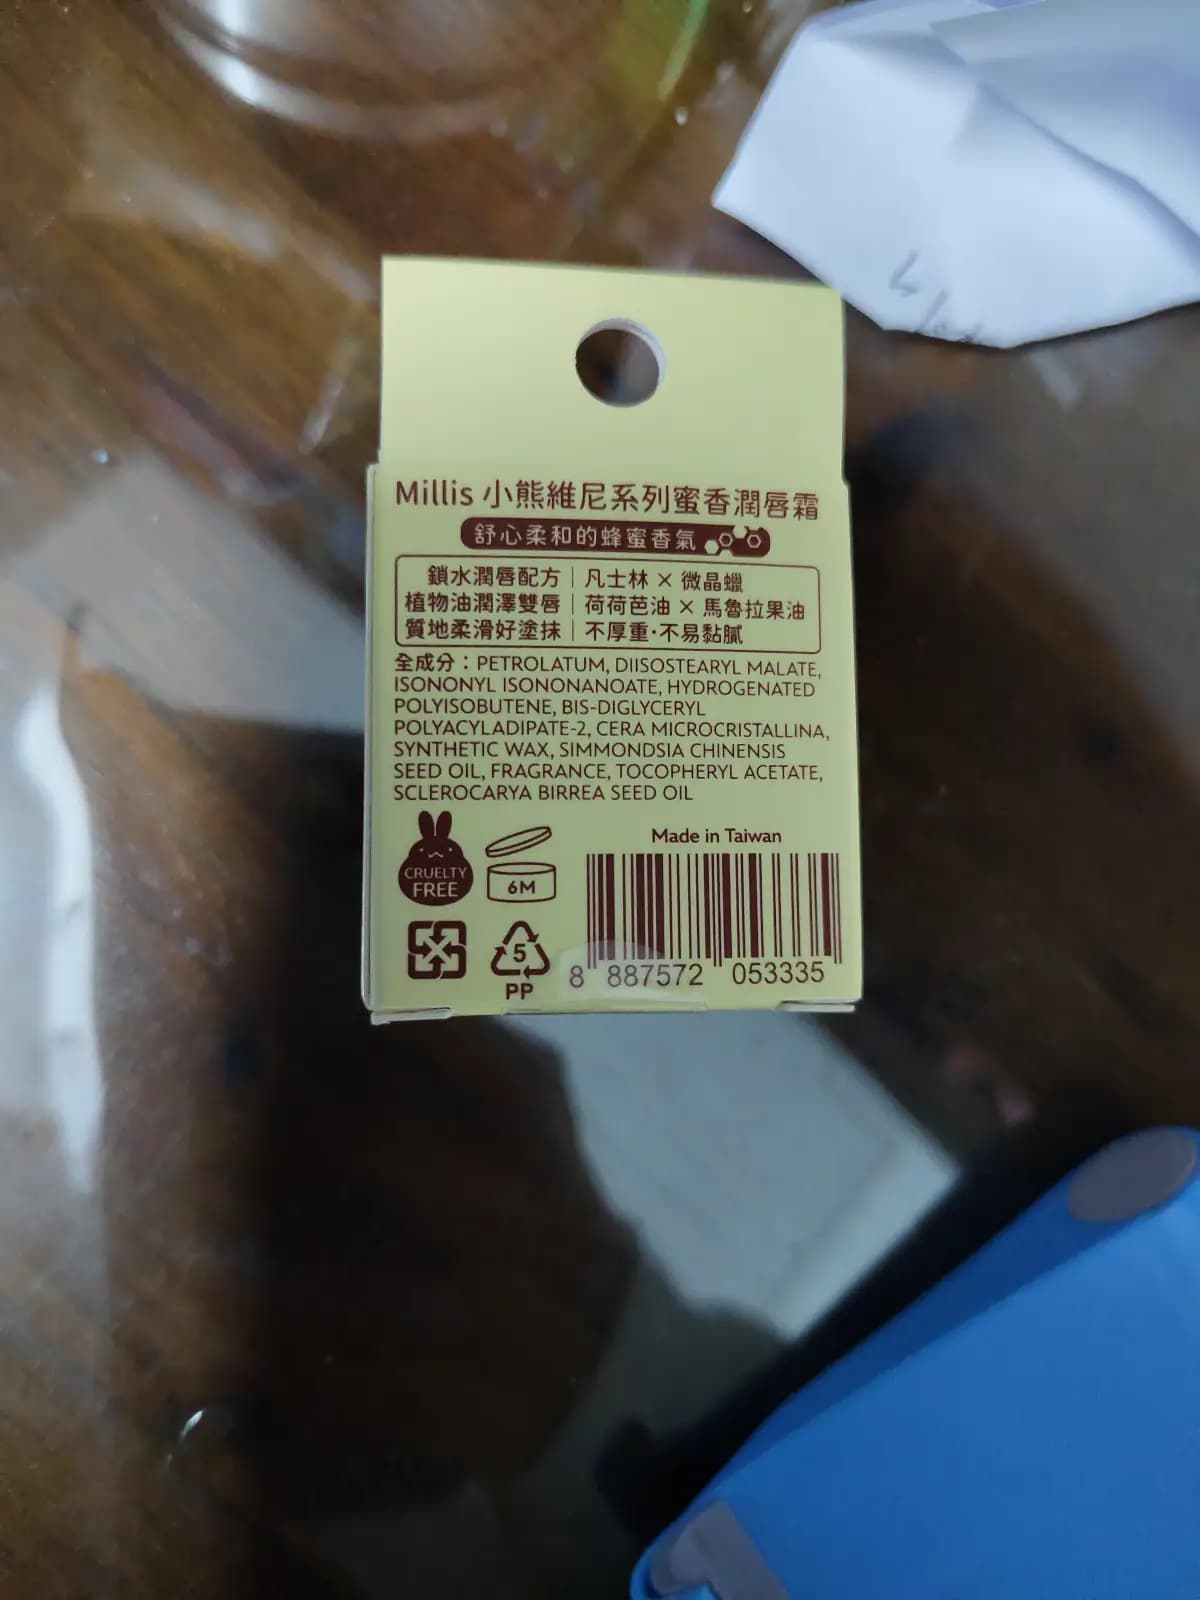 Millis 小熊維尼系列蜜香潤唇霜
舒心柔和的蜂蜜香氣
鎖水潤唇配方｜凡士林 × 微晶蠟
植物油潤澤雙唇｜荷荷芭油 × 馬魯拉果油
質地柔滑好塗抹｜不厚重·不易黏膩
全成分：PETROLATUM, DIISOSTEARYL MALATE,
ISONONYL ISONONANOATE, HYDROGENATED
POLYISOBUTENE, BIS-DIGLYCERYL
POLYACYLADIPATE-2, CERA MICROCRISTALLINA,
SYNTHETIC WAX, SIMMONDSIA CHINENSIS
SEED OIL, FRAGRANCE, TOCOPHERYL ACETATE,
SCLEROCARYA BIRREA SEED OIL
CRUELTY
FREE
6M
Made in Taiwan
5
PP
8 887572 053335